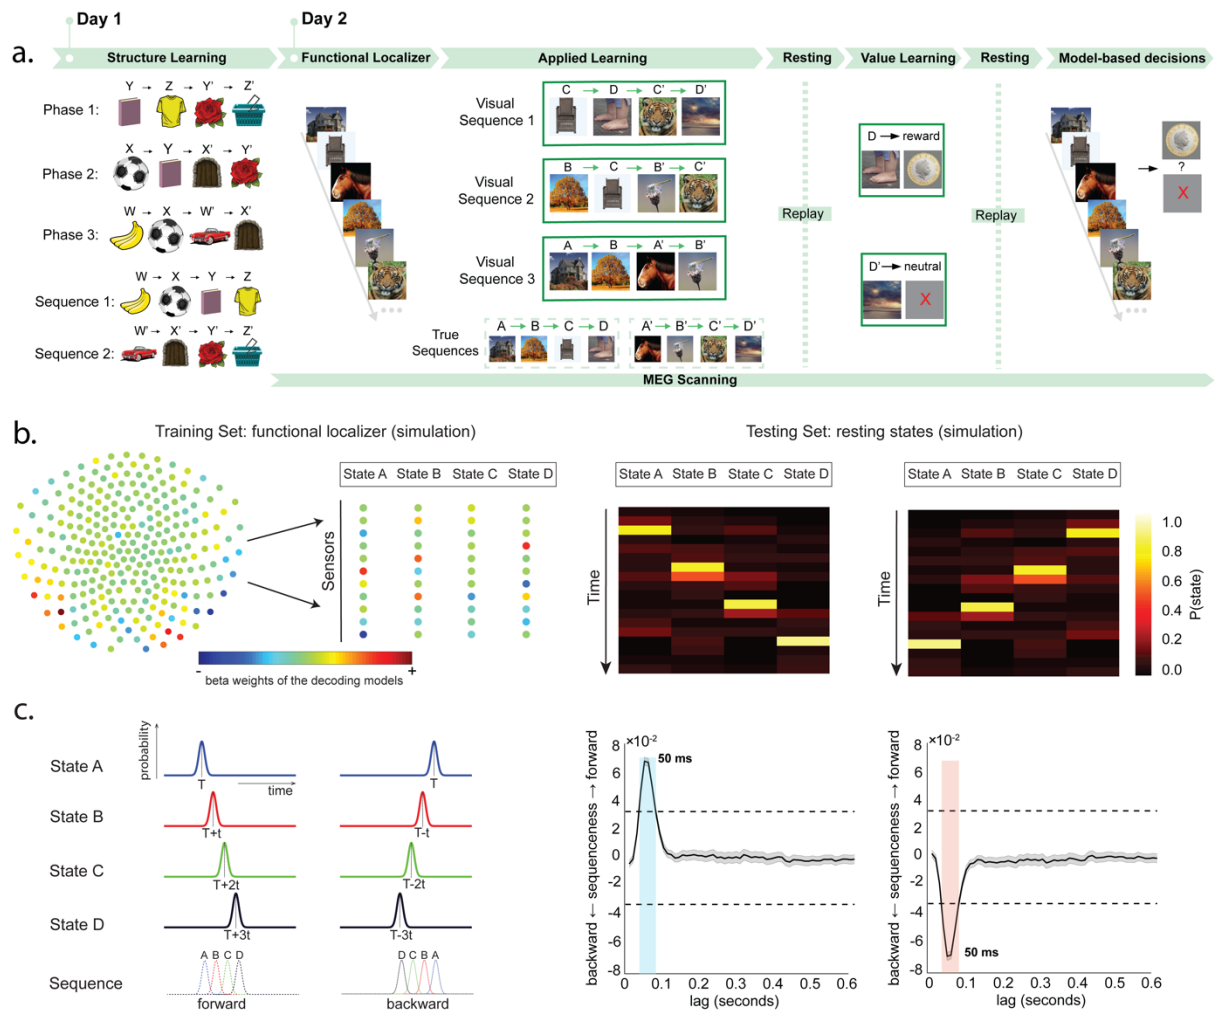 Day 1
Day 2
a.
Structure Learning
Functional Localizer
Applied Learning
Resting
Value Learning
Resting
Model-based decisions
Phase 1:
Y → Z → Y' → Z'
Phase 2:
X → Y → X' → Y'
Phase 3:
W → X → W' → X'
Sequence 1:
W → X → Y → Z
Sequence 2:
W' → X' → Y' → Z'
Visual
Sequence 1
C → D → C' → D'
Visual
Sequence 2
B → C → B' → C'
Visual
Sequence 3
A → B → A' → B'
True
Sequences
A → B → C → D
A' → B' → C' → D'
Replay
D → reward
D' → neutral
X
Replay
?
X
MEG Scanning
b.
Training Set: functional localizer (simulation)
State A State B State C State D
Sensors
- +
beta weights of the decoding models
Testing Set: resting states (simulation)
State A State B State C State D
Time
State A State B State C State D
Time
1.0
0.8
0.6
0.4
0.2
0.0
P(state)
c.
probability
time
State A
T
T
State B
T+t
T-t
State C
T+2t
T-2t
State D
T+3t
T-3t
Sequence
A B C D
forward
D C B A
backward
×10-2
50 ms
backward ← sequenceness → forward
8
6
4
2
0
-2
-4
-6
-8
0 0.1 0.2 0.3 0.4 0.5 0.6
lag (seconds)
×10-2
50 ms
backward ← sequenceness → forward
8
6
4
2
0
-2
-4
-6
-8
0 0.1 0.2 0.3 0.4 0.5 0.6
lag (seconds)